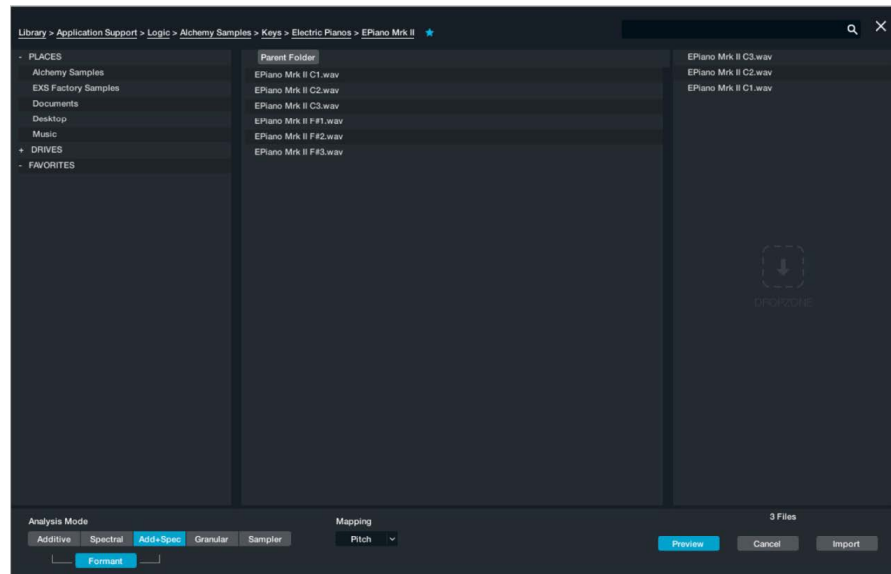 Library > Application Support > Logic > Alchemy Samples > Keys > Electric Pianos > EPiano Mrk II
- PLACES
Alchemy Samples
EXS Factory Samples
Documents
Desktop
Music
+ DRIVES
- FAVORITES
Parent Folder
EPiano Mrk II C1.wav
EPiano Mrk II C2.wav
EPiano Mrk II C3.wav
EPiano Mrk II F#1.wav
EPiano Mrk II F#2.wav
EPiano Mrk II F#3.wav
EPiano Mrk II C3.wav
EPiano Mrk II C2.wav
EPiano Mrk II C1.wav
DROPZONE
Analysis Mode
Additive Spectral Add+Spec Granular Sampler
Formant
Mapping
Pitch
3 Files
Preview Cancel Import